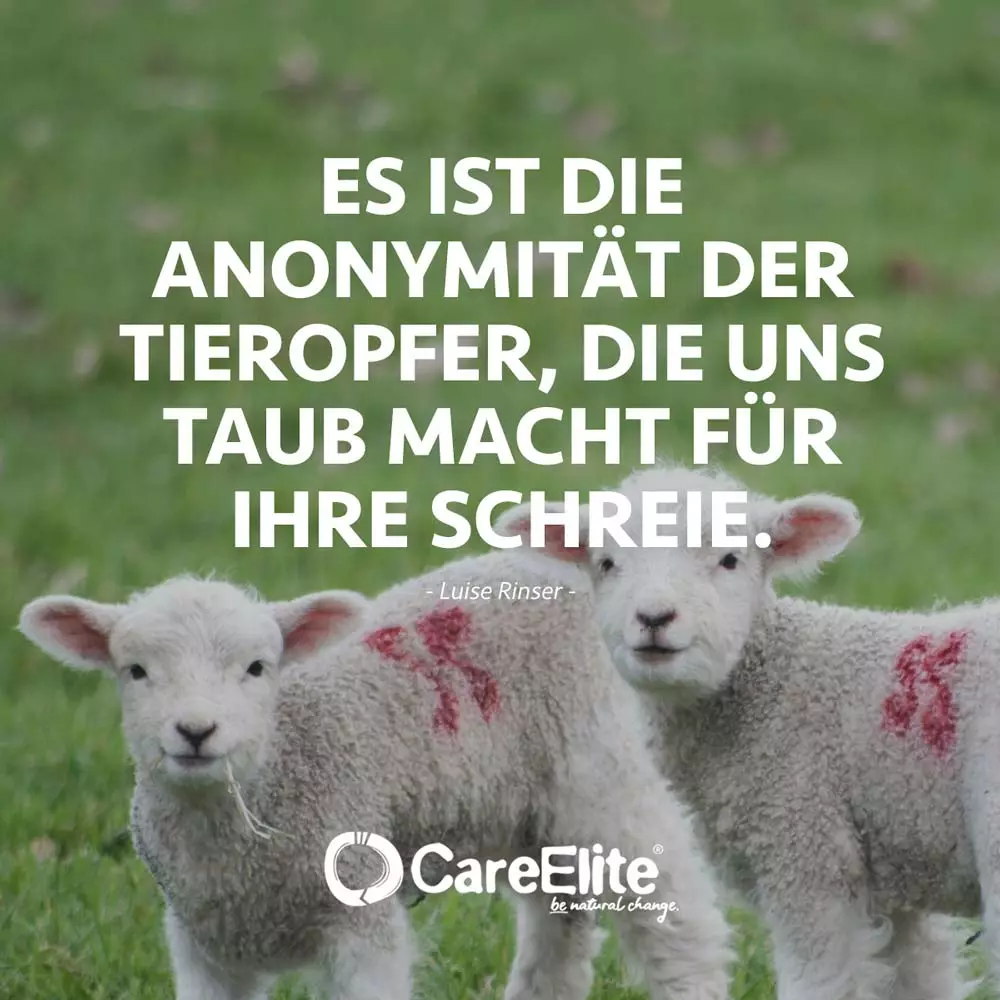 ES IST DIE
ANONYMITÄT DER
TIEROPFER, DIE UNS
TAUB MACHT FÜR
IHRE SCHREIE.
- Luise Rinser -
CareElite®
be natural change.